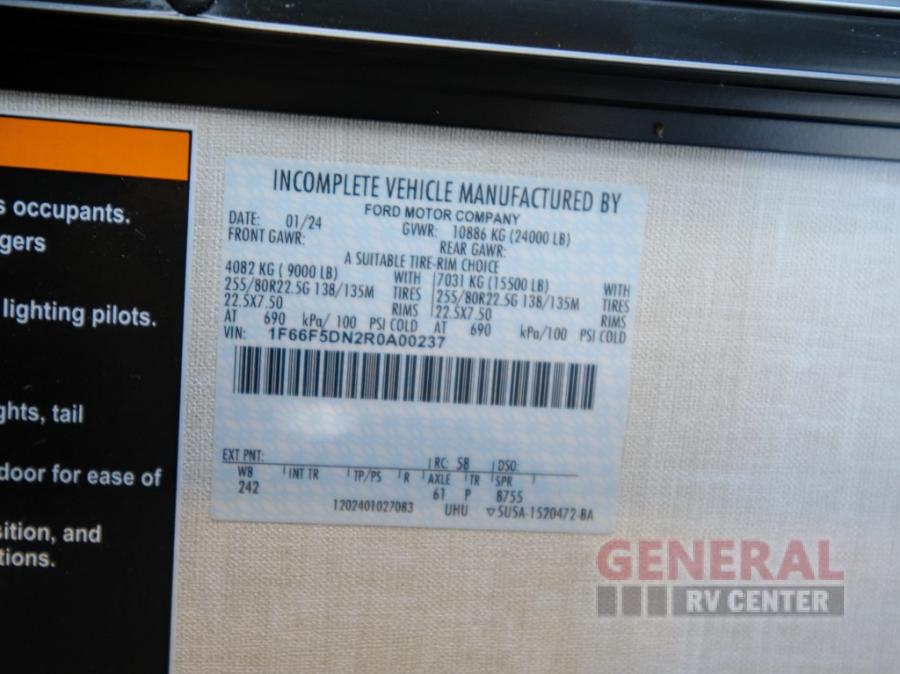 s occupants.
gers
lighting pilots.
ghts, tail
door for ease of
sition, and
tions.
INCOMPLETE VEHICLE MANUFACTURED BY
FORD MOTOR COMPANY
DATE: 01/24 GVWR: 10886 KG (24000 LB)
FRONT GAWR: REAR GAWR:
A SUITABLE TIRE-RIM CHOICE
4082 KG ( 9000 LB) WITH 7031 KG (15500 LB) WITH
255/80R22.5G 138/135M TIRES 255/80R22.5G 138/135M TIRES
22.5X7.50 RIMS 22.5X7.50 RIMS
AT 690 kPa/ 100 PSI COLD AT 690 kPa/100 PSI COLD
VIN: 1F66F5DN2R0A00237
EXT PNT: RC: 58 DSO:
WB INT TR TP/PS R AXLE TR SPR
242 61 P 8755
1202401027083 UHU ▽5U5A-1520472-BA
GENERAL
RV CENTER